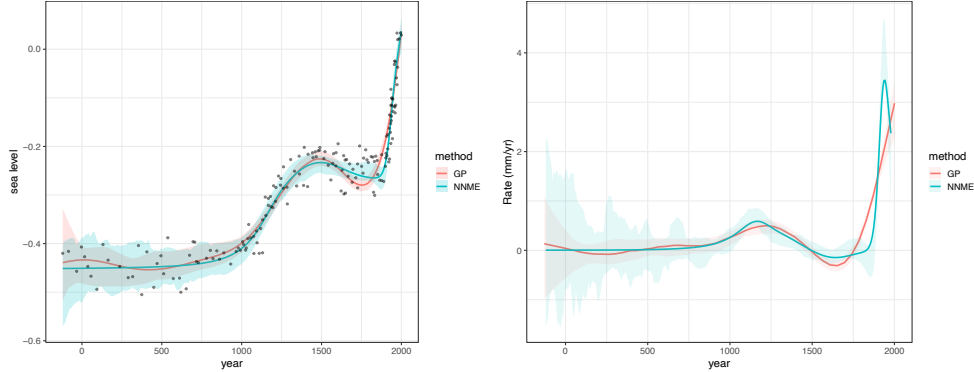 0.0
−0.2
−0.4
−0.6
sea level
0
500
1000
1500
2000
year
method
GP
NNME
4
2
0
Rate (mm/yr)
0
500
1000
1500
2000
year
method
GP
NNME